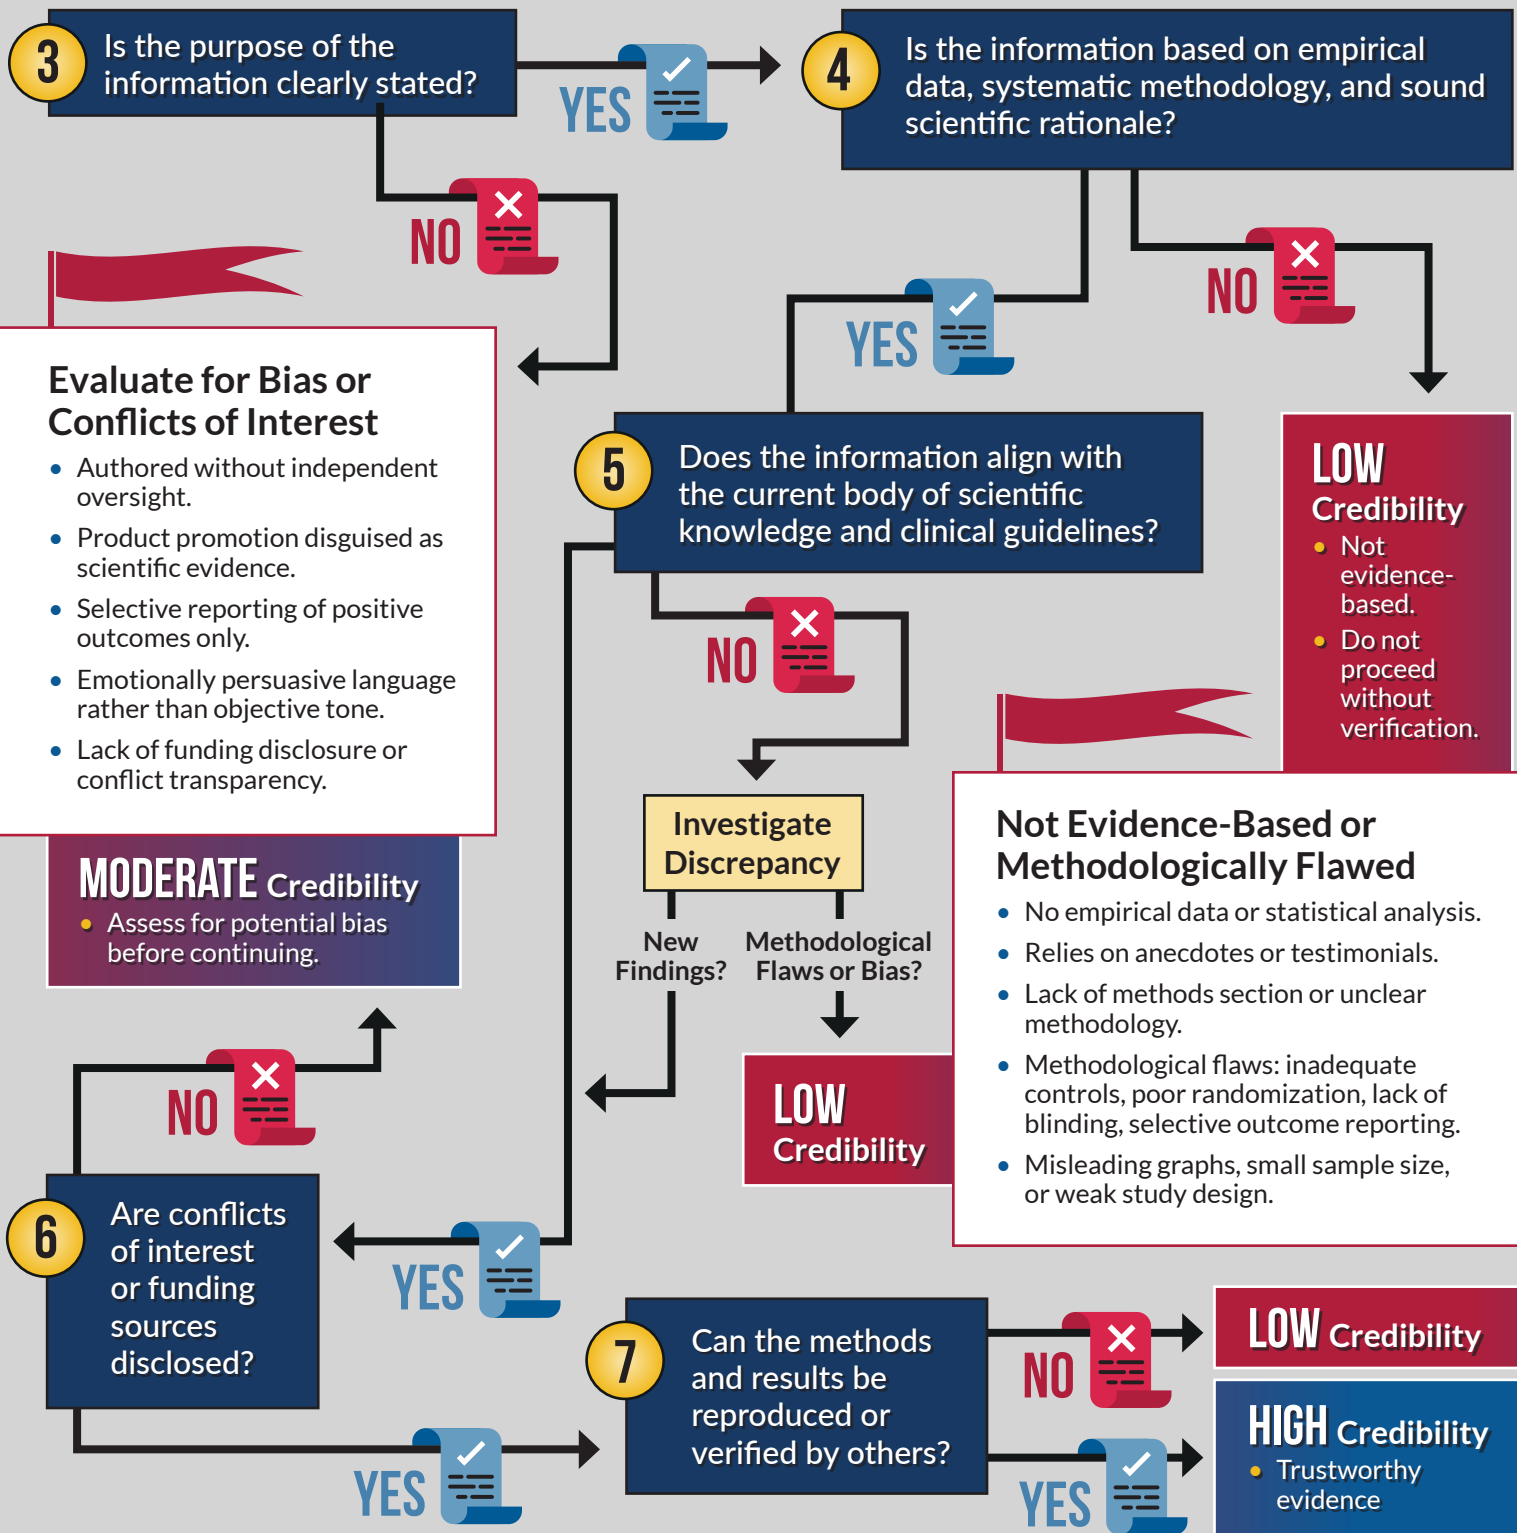 3
Is the purpose of the
information clearly stated?
YES
4
Is the information based on empirical
data, systematic methodology, and sound
scientific rationale?
NO
YES
NO
Evaluate for Bias or
Conflicts of Interest
• Authored without independent
oversight.
• Product promotion disguised as
scientific evidence.
• Selective reporting of positive
outcomes only.
• Emotionally persuasive language
rather than objective tone.
• Lack of funding disclosure or
conflict transparency.
MODERATE Credibility
• Assess for potential bias
before continuing.
5
Does the information align with
the current body of scientific
knowledge and clinical guidelines?
LOW
Credibility
• Not
evidence-
based.
• Do not
proceed
without
verification.
NO
Investigate
Discrepancy
New
Findings?
Methodological
Flaws or Bias?
LOW
Credibility
Not Evidence-Based or
Methodologically Flawed
• No empirical data or statistical analysis.
• Relies on anecdotes or testimonials.
• Lack of methods section or unclear
methodology.
• Methodological flaws: inadequate
controls, poor randomization, lack of
blinding, selective outcome reporting.
• Misleading graphs, small sample size,
or weak study design.
NO
6
Are conflicts
of interest
or funding
sources
disclosed?
YES
YES
7
Can the methods
and results be
reproduced or
verified by others?
NO
LOW Credibility
YES
HIGH Credibility
• Trustworthy
evidence